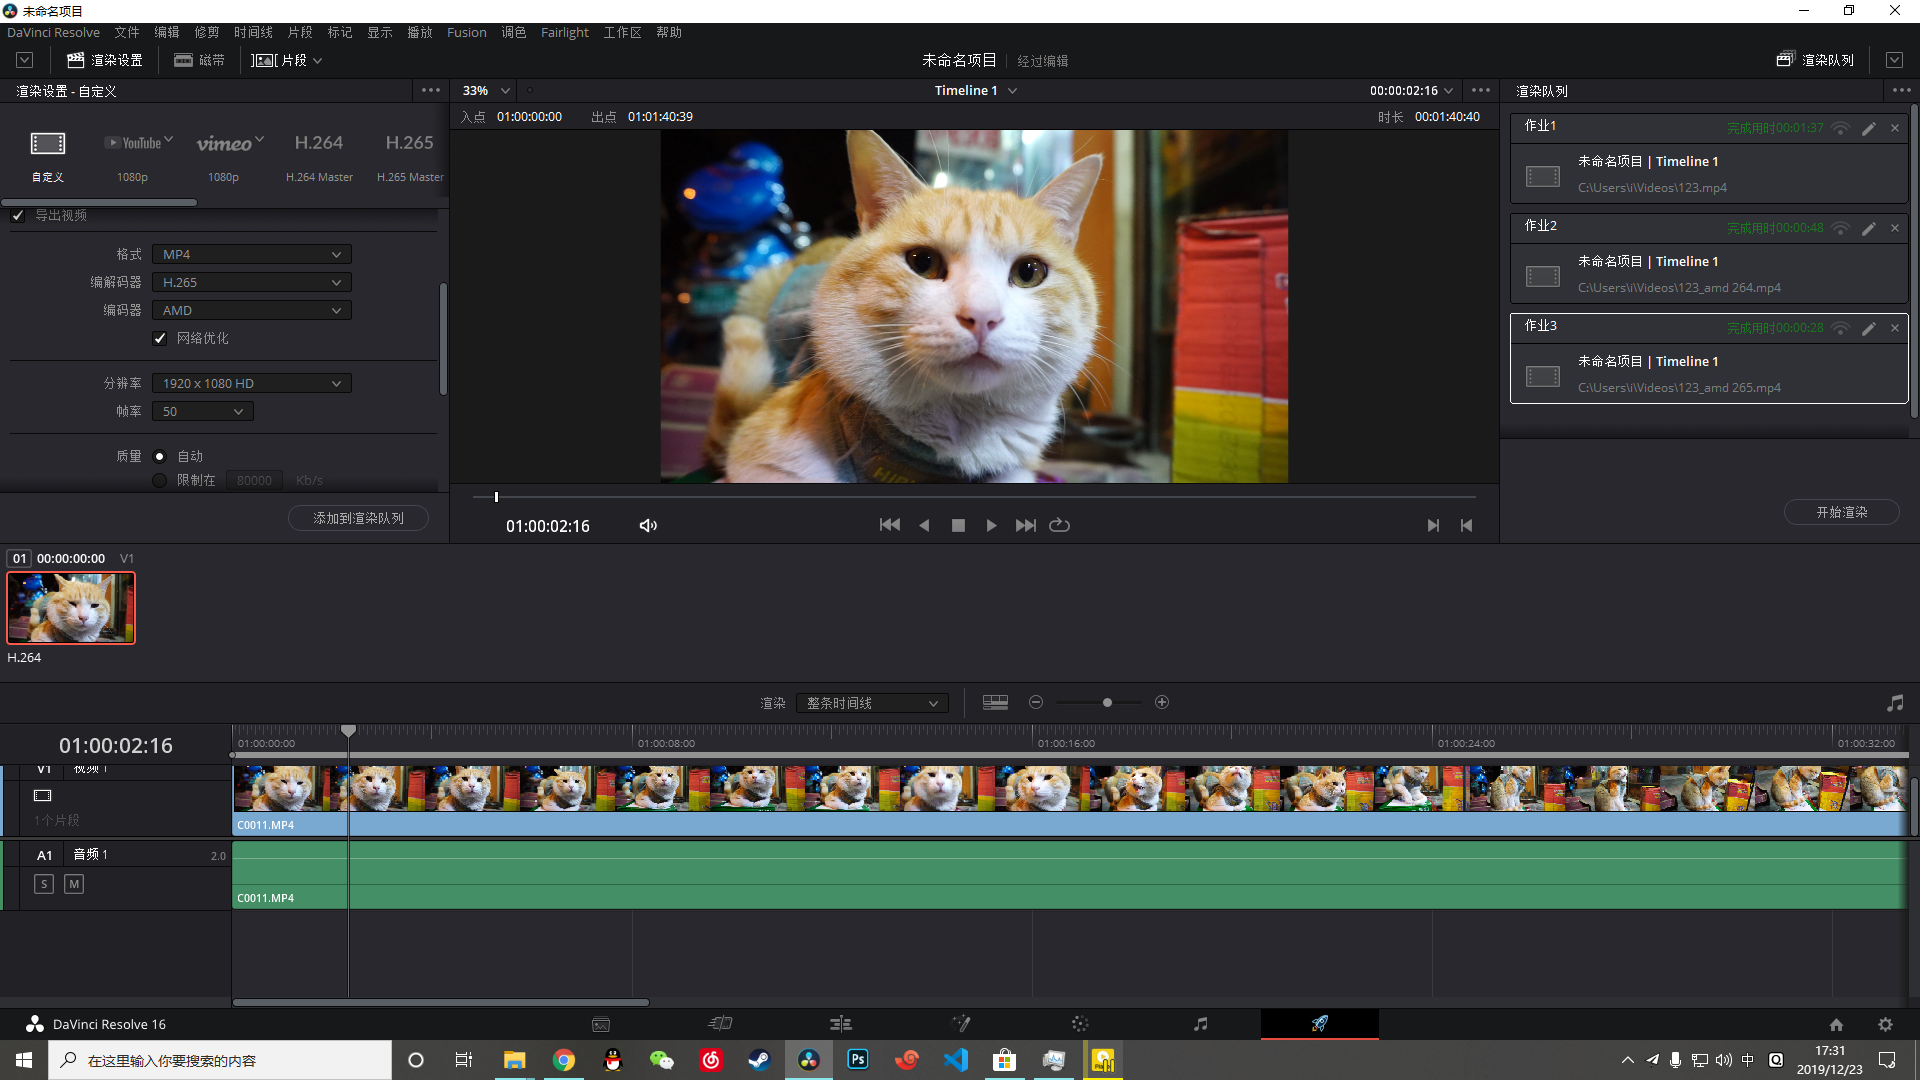 未命名项目
DaVinci Resolve 文件 编辑 修剪 时间线 片段 标记 显示 播放 Fusion 调色 Fairlight 工作区 帮助
渲染设置 磁带 片段 未命名项目 经过编辑 渲染队列
渲染设置 - 自定义 33% Timeline 1 00:00:02:16 渲染队列
入点 01:00:00:00 出点 01:01:40:39 时长 00:01:40:40
YouTube vimeo H.264 H.265
自定义 1080p 1080p H.264 Master H.265 Master
导出视频
格式 MP4
编解码器 H.265
编码器 AMD
网络优化
分辨率 1920 x 1080 HD
帧率 50
质量 自动
限制在 80000 Kb/s
添加到渲染队列
作业1 完成用时00:01:37
未命名项目 | Timeline 1
C:\Users\i\Videos\123.mp4
作业2 完成用时00:00:48
未命名项目 | Timeline 1
C:\Users\i\Videos\123_amd 264.mp4
作业3 完成用时00:00:28
未命名项目 | Timeline 1
C:\Users\i\Videos\123_amd 265.mp4
开始渲染
01:00:02:16
01 00:00:00:00 V1
H.264
渲染 整条时间线
01:00:02:16
01:00:00:00 01:00:08:00 01:00:16:00 01:00:24:00 01:00:32:00
V1 视频 1
1个片段
C0011.MP4
A1 音频 1 2.0
S M
C0011.MP4
DaVinci Resolve 16
在这里输入你要搜索的内容
Ps
中
17:31
2019/12/23